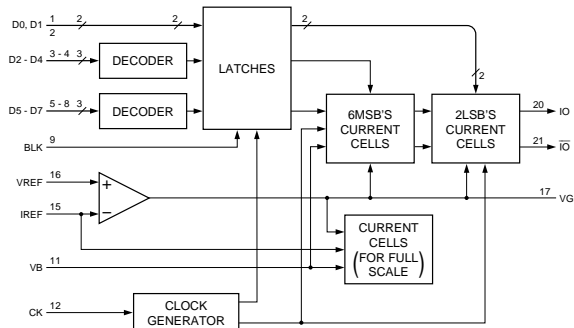 D0, D1 1 2 2 2
2
D2 - D4 3 - 4 3 DECODER
LATCHES
2
D5 - D7 5 - 8 3 DECODER
6MSB'S
CURRENT
CELLS
2LSB'S
CURRENT
CELLS
20 IO
21 IO
BLK 9
VREF 16
+
−
IREF 15
17 VG
CURRENT
CELLS
(FOR FULL
SCALE)
VB 11
CK 12
CLOCK
GENERATOR